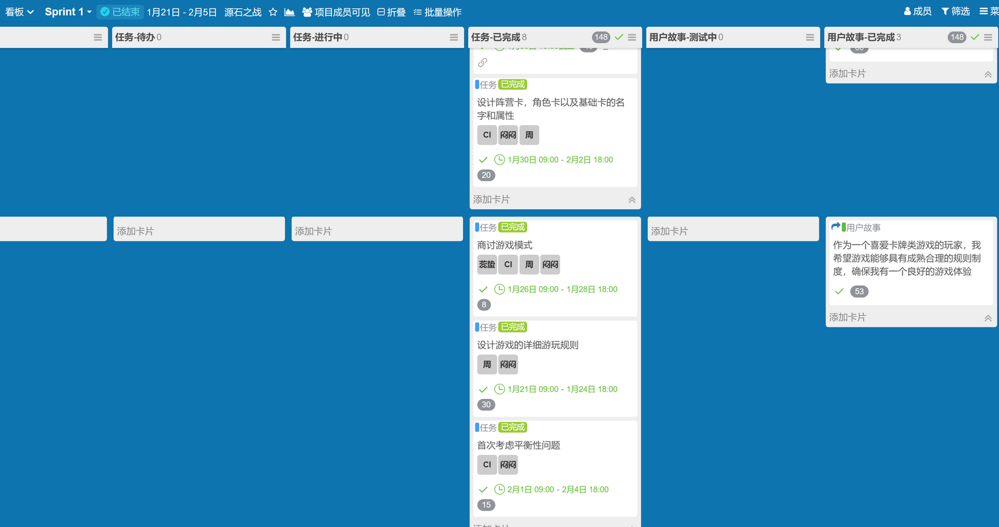 看板 Sprint 1 已结束 1月21日 - 2月5日 源石之战 项目成员可见 折叠 批量操作 成员 筛选 菜
任务-待办 0 任务-进行中 0 任务-已完成 8 148 用户故事-测试中 0 用户故事-已完成 3 148
添加卡片
任务 已完成
设计阵营卡，角色卡以及基础卡的名
字和属性
CI 闷闷 周
1月30日 09:00 - 2月2日 18:00
20
添加卡片
添加卡片
添加卡片
任务 已完成
商讨游戏模式
蕊蛰 CI 周 闷闷
1月26日 09:00 - 1月28日 18:00
8
任务 已完成
设计游戏的详细游玩规则
周 闷闷
1月21日 09:00 - 1月24日 18:00
30
任务 已完成
首次考虑平衡性问题
CI 闷闷
2月1日 09:00 - 2月4日 18:00
15
添加卡片
添加卡片
用户故事
作为一个喜爱卡牌类游戏的玩家，我
希望游戏能够具有成熟合理的规则制
度，确保我有一个良好的游戏体验
53
添加卡片